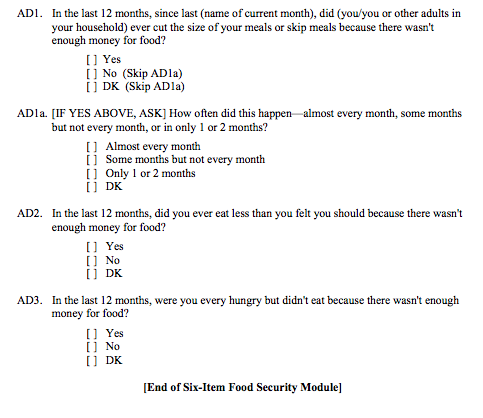 AD1. In the last 12 months, since last (name of current month), did (you/you or other adults in
your household) ever cut the size of your meals or skip meals because there wasn't
enough money for food?
[ ] Yes
[ ] No (Skip AD1a)
[ ] DK (Skip AD1a)
AD1a. [IF YES ABOVE, ASK] How often did this happen—almost every month, some months
but not every month, or in only 1 or 2 months?
[ ] Almost every month
[ ] Some months but not every month
[ ] Only 1 or 2 months
[ ] DK
AD2. In the last 12 months, did you ever eat less than you felt you should because there wasn't
enough money for food?
[ ] Yes
[ ] No
[ ] DK
AD3. In the last 12 months, were you every hungry but didn't eat because there wasn't enough
money for food?
[ ] Yes
[ ] No
[ ] DK
[End of Six-Item Food Security Module]